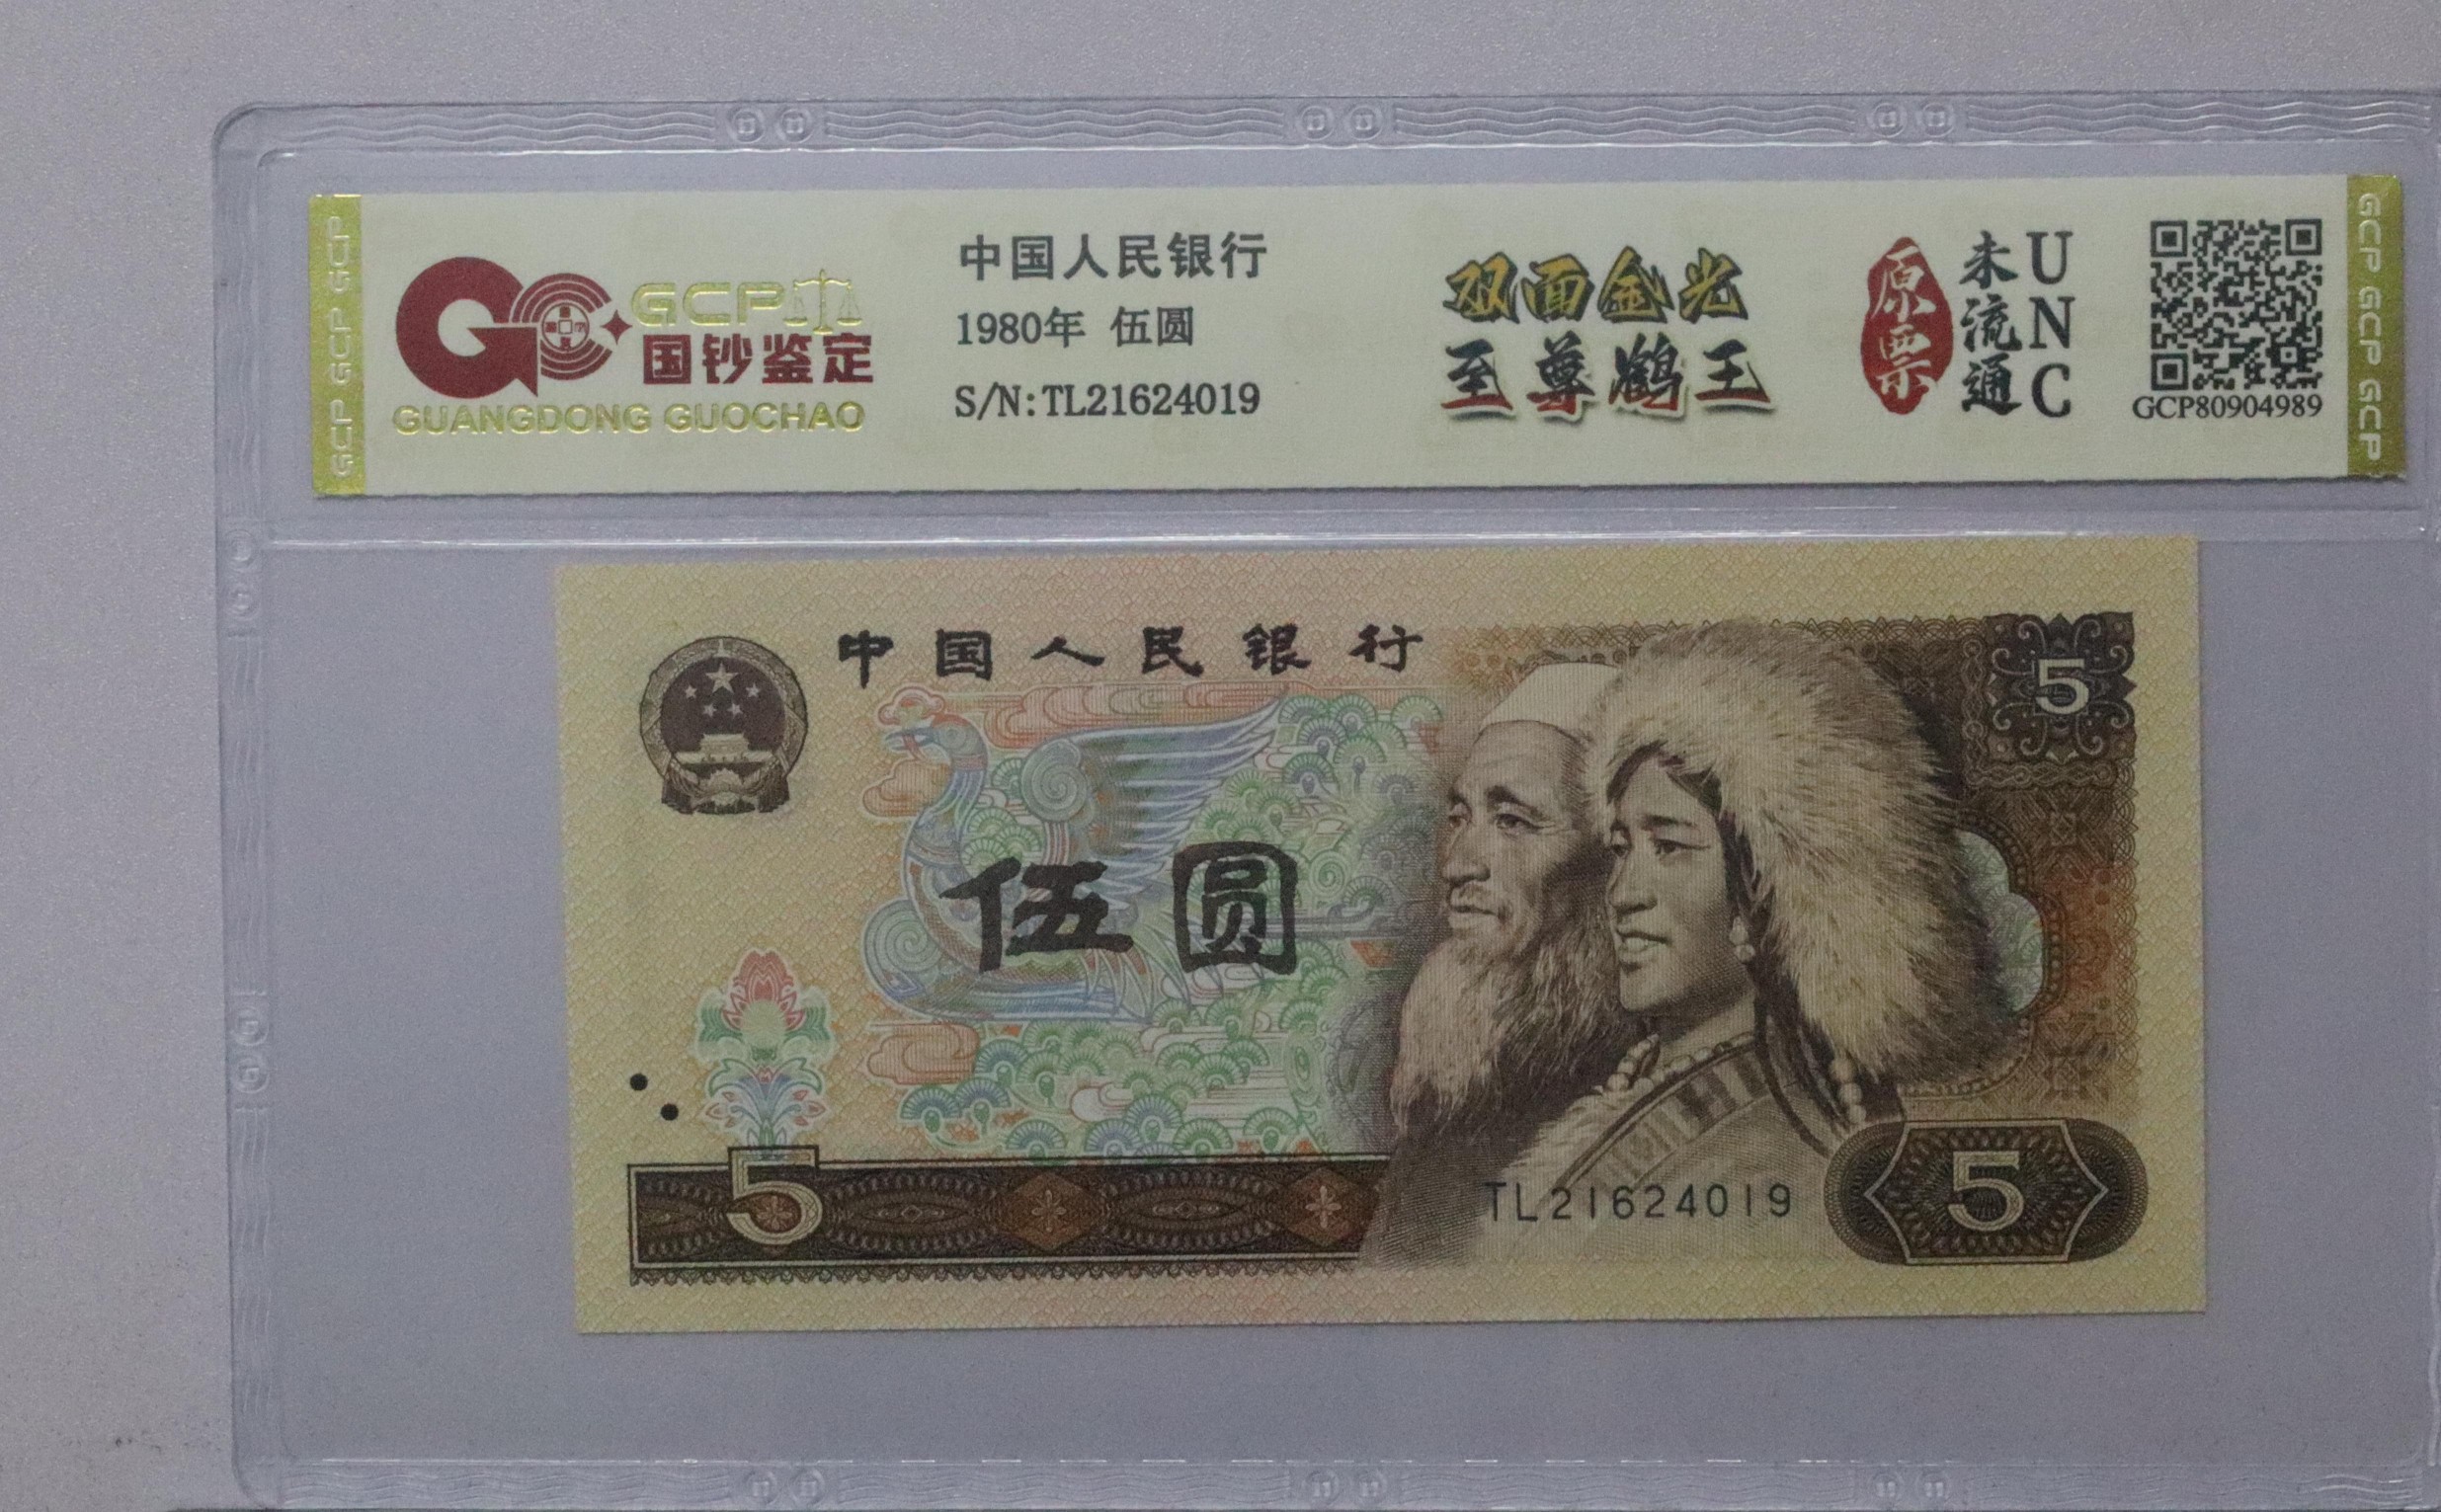 GCP GCP GCP
GCP
国钞鉴定
GUANGDONG GUOCHAO
中国人民银行
1980年 伍圆
S/N:TL21624019
双面金光
至尊鹤王
原票
未流通
UNC
GCP80904989
GCP GCP GCP
中国人民银行
5
伍圆
5
TL21624019
5